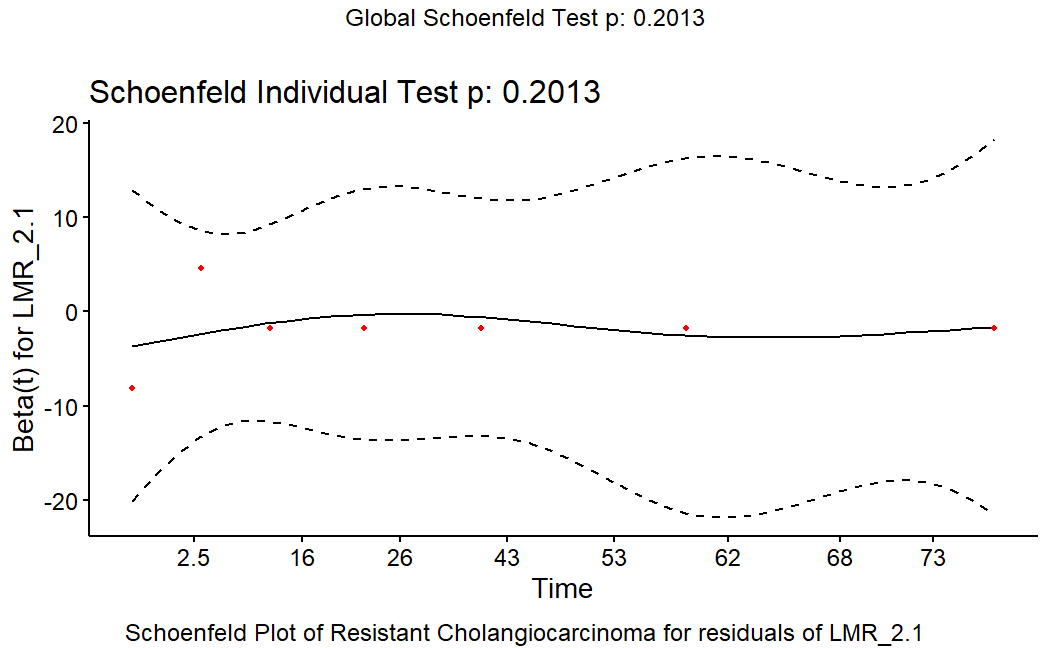 Global Schoenfeld Test p: 0.2013
Schoenfeld Individual Test p: 0.2013
20
10
0
-10
-20
Beta(t) for LMR_2.1
2.5 16 26 43 53 62 68 73
Time
Schoenfeld Plot of Resistant Cholangiocarcinoma for residuals of LMR_2.1